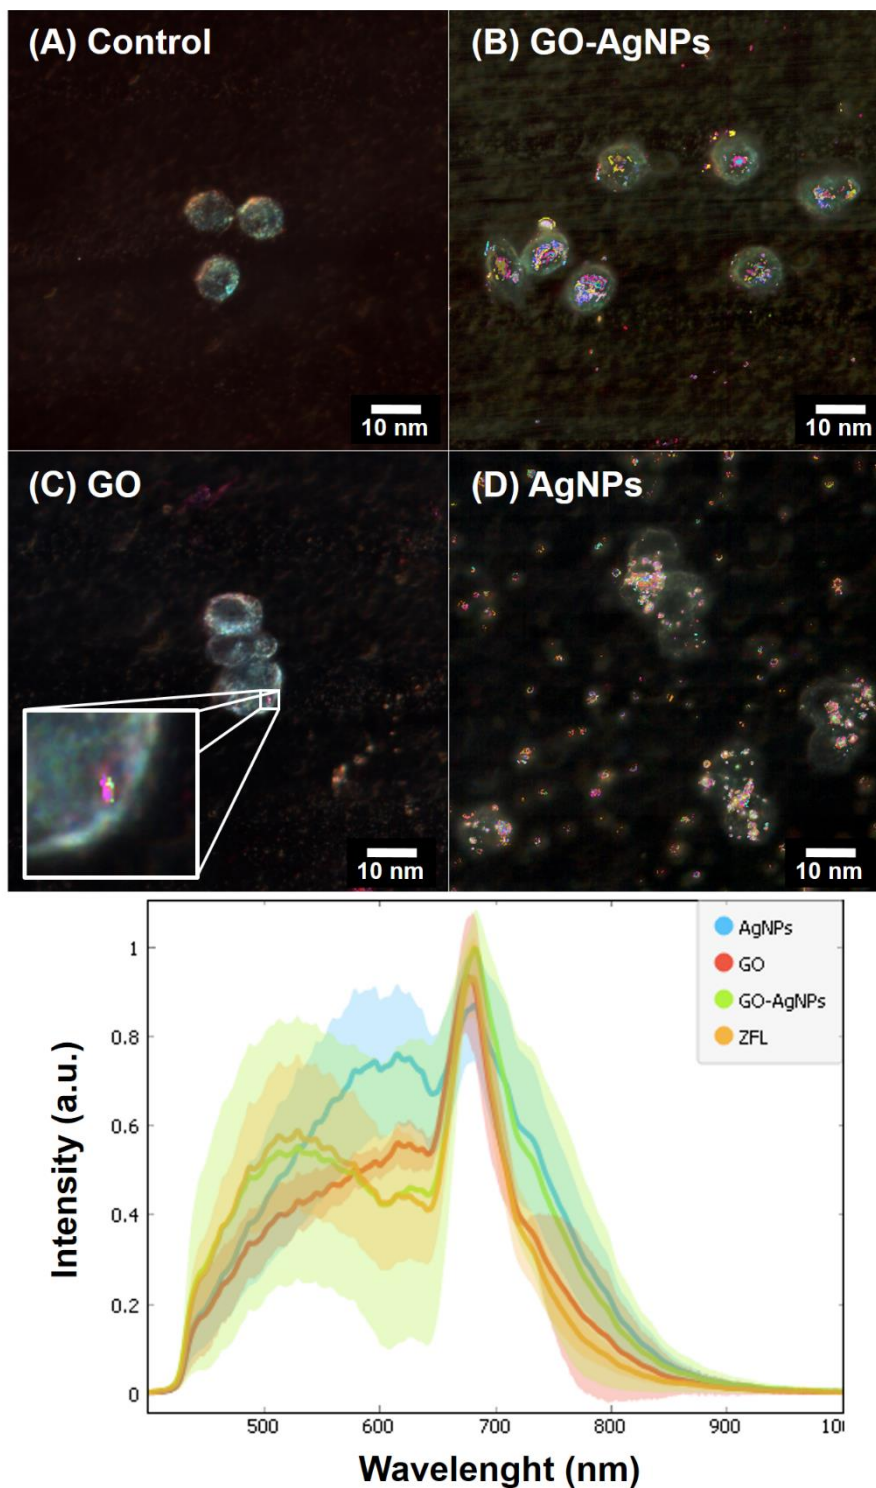 (A) Control
(B) GO-AgNPs
10 nm
10 nm
(C) GO
(D) AgNPs
10 nm
10 nm
AgNPs
GO
GO-AgNPs
ZFL
1
0.8
0.6
0.4
0.2
0
Intensity (a.u.)
500
600
700
800
900
Wavelenght (nm)